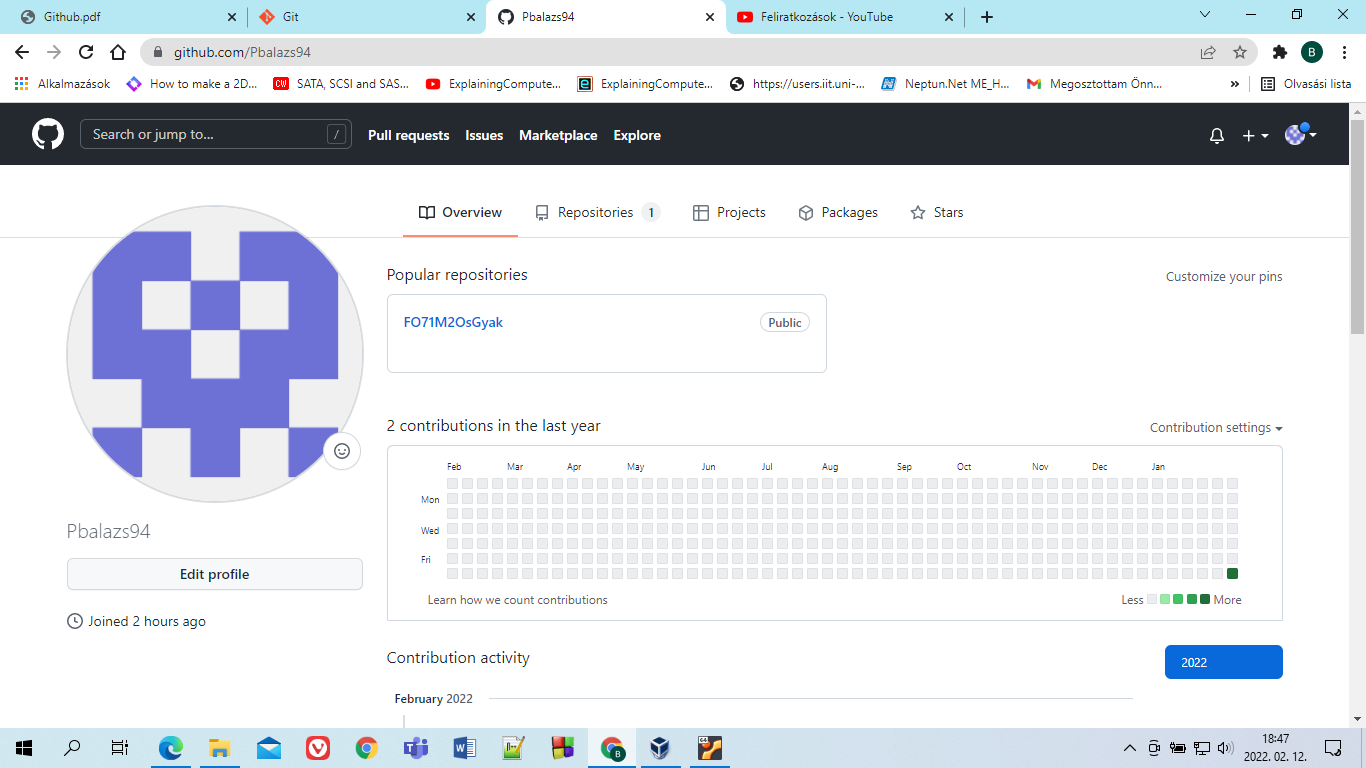 Github.pdf
Git
Pbalazs94
Feliratkozások - YouTube
github.com/Pbalazs94
B
Alkalmazások
How to make a 2D...
CW
SATA, SCSI and SAS...
ExplainingCompute...
ExplainingCompute...
https://users.iit.uni-...
Neptun.Net ME_H...
Megosztottam Önn...
»
Olvasási lista
Search or jump to...
/
Pull requests
Issues
Marketplace
Explore
Overview
Repositories 1
Projects
Packages
Stars
Popular repositories
Customize your pins
FO71M2OsGyak
Public
2 contributions in the last year
Contribution settings
Feb Mar Apr May Jun Jul Aug Sep Oct Nov Dec Jan
Mon
Wed
Fri
Learn how we count contributions
Less
More
Pbalazs94
Edit profile
Joined 2 hours ago
Contribution activity
2022
February 2022
B
64
18:47
2022. 02. 12.